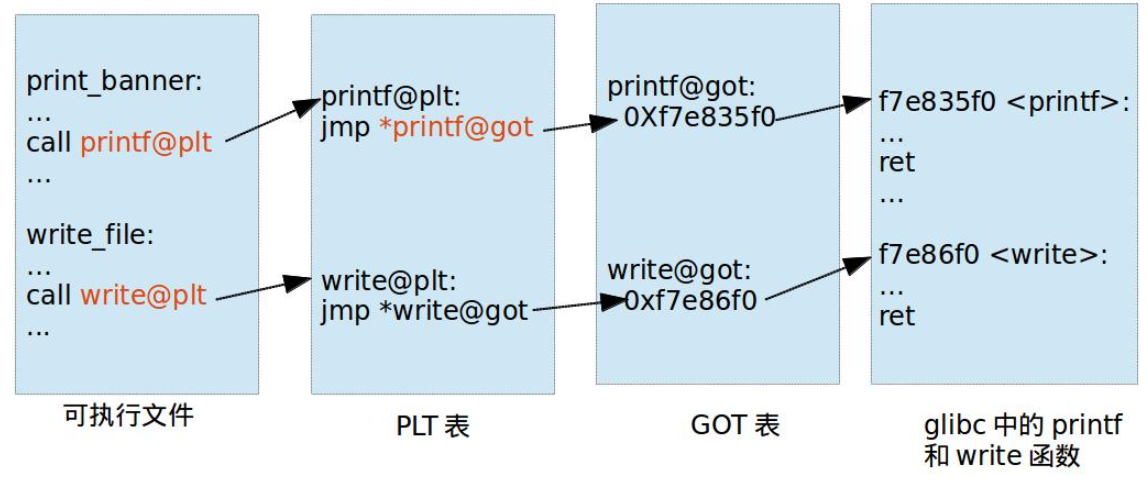 print_banner:
...
call printf@plt
...
write_file:
...
call write@plt
...
可执行文件
printf@plt:
jmp *printf@got
write@plt:
jmp *write@got
PLT 表
printf@got:
0Xf7e835f0
write@got:
0xf7e86f0
GOT 表
f7e835f0 <printf>:
...
ret
...
f7e86f0 <write>:
...
ret
glibc 中的 printf
和 write 函数